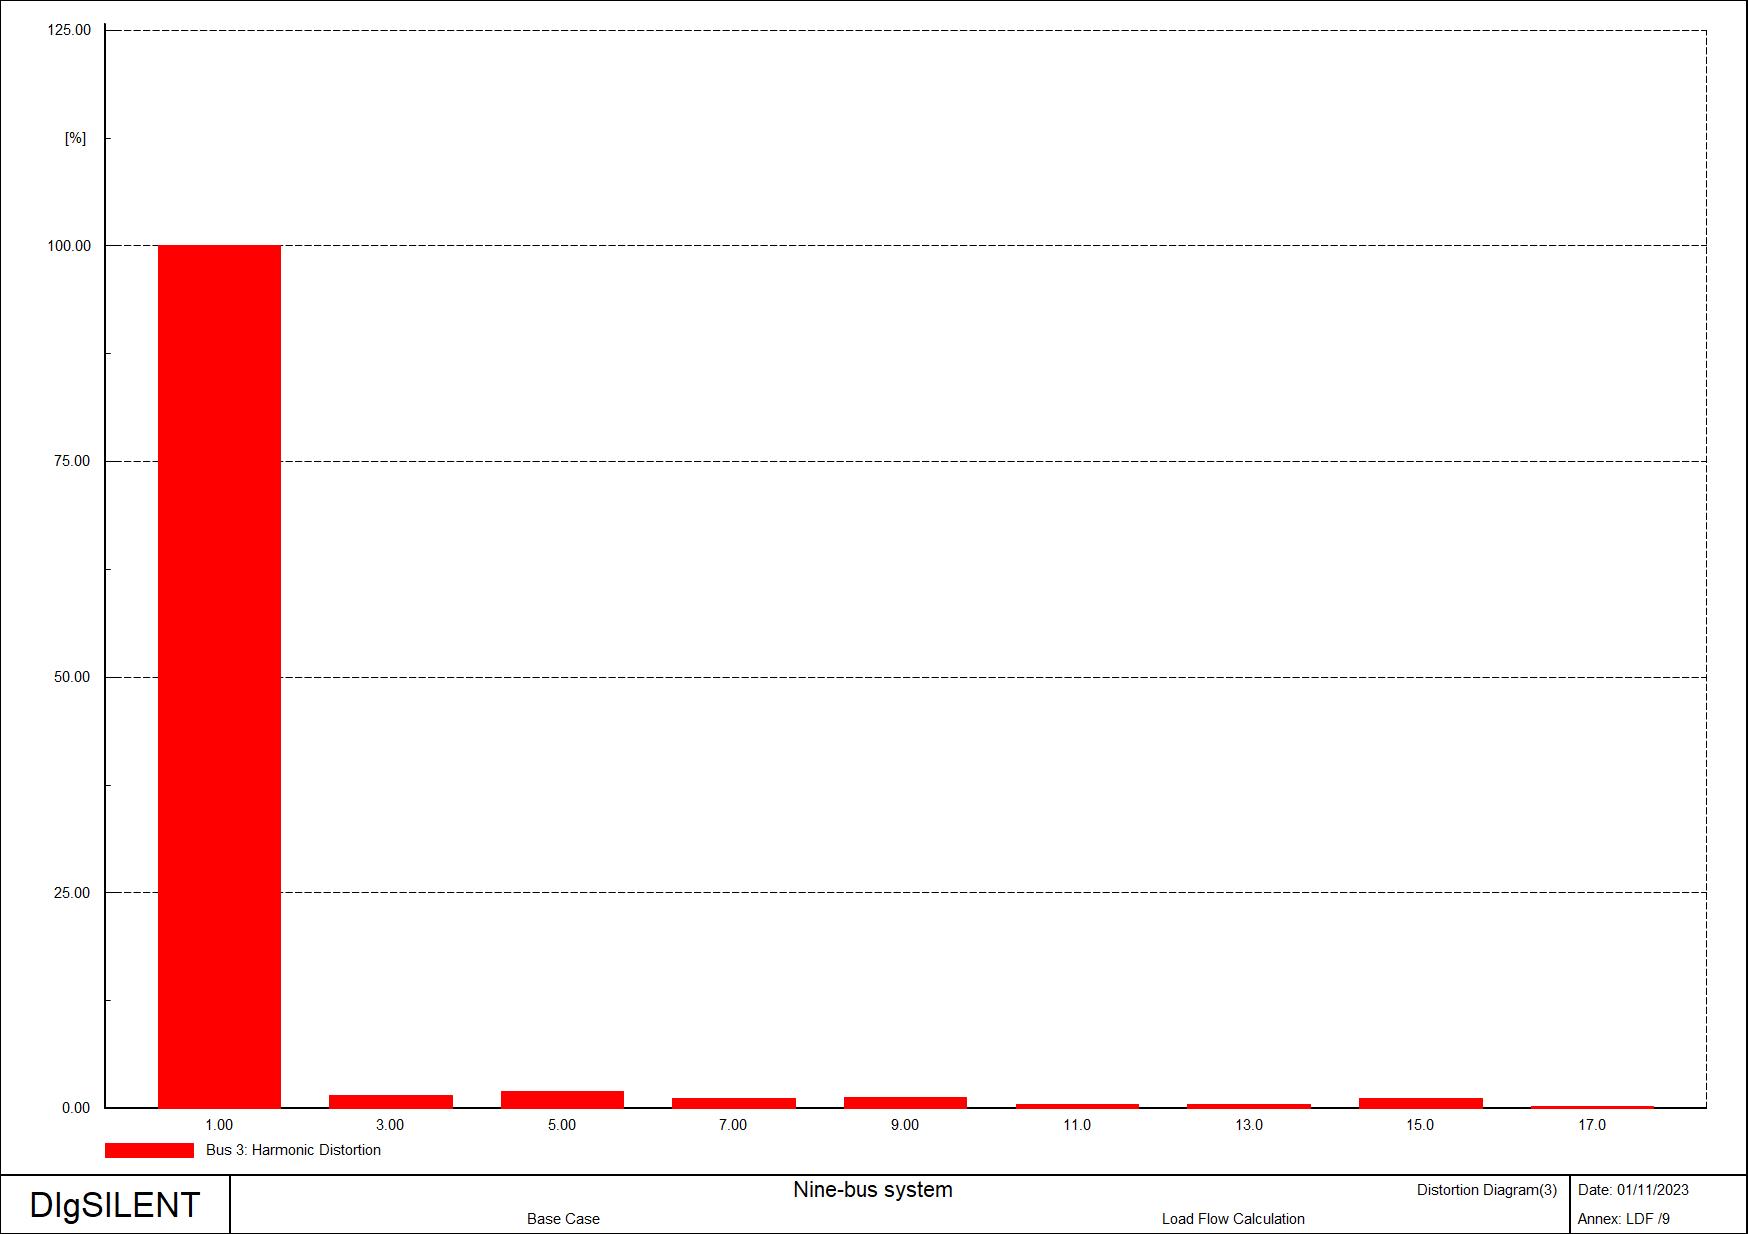 125.00
[%]
100.00
75.00
50.00
25.00
0.00
1.00 3.00 5.00 7.00 9.00 11.0 13.0 15.0 17.0
Bus 3: Harmonic Distortion
DIgSILENT
Nine-bus system
Distortion Diagram(3)
Date: 01/11/2023
Base Case
Load Flow Calculation
Annex: LDF /9